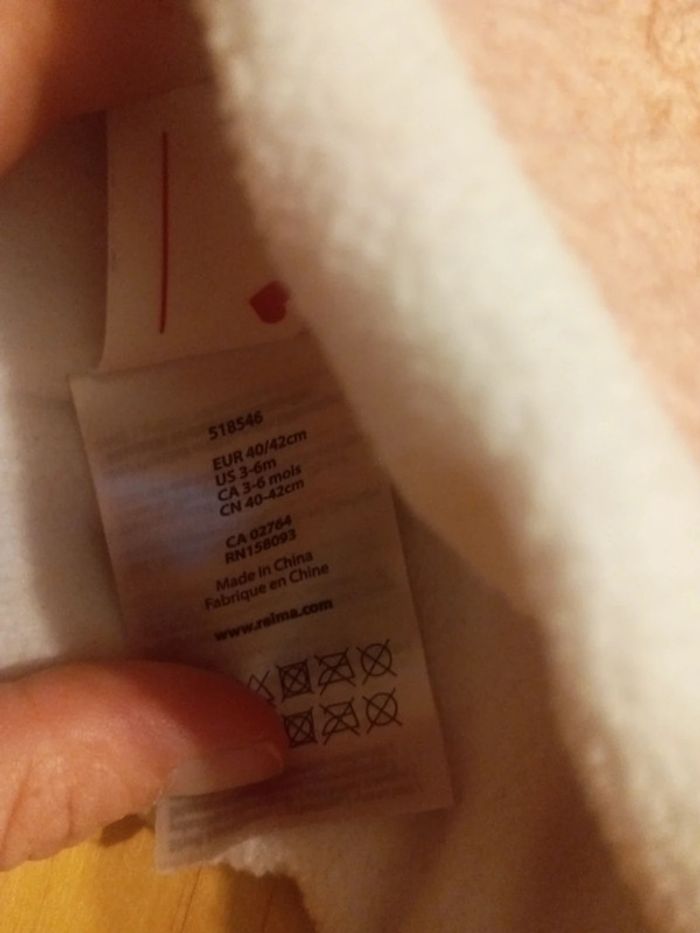 518546
EUR 40/42cm
US 3-6m
CA 3-6 mois
CN 40-42cm
CA 02764
RN158093
Made in China
Fabrique en Chine
www.reima.com